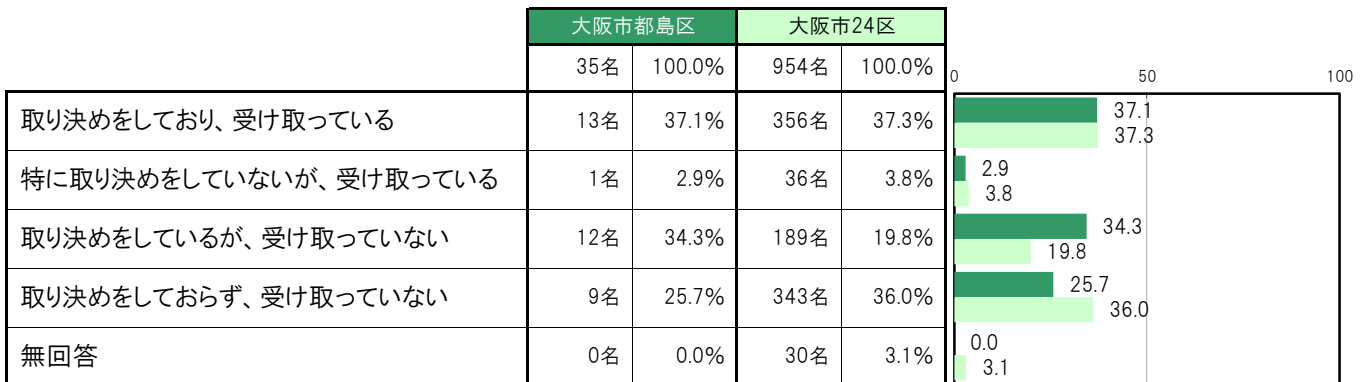 大阪市都島区 大阪市24区
35名 100.0% 954名 100.0%
0 50 100
取り決めをしており、受け取っている 13名 37.1% 356名 37.3% 37.1
37.3
特に取り決めをしていないが、受け取っている 1名 2.9% 36名 3.8% 2.9
3.8
取り決めをしているが、受け取っていない 12名 34.3% 189名 19.8% 34.3
19.8
取り決めをしておらず、受け取っていない 9名 25.7% 343名 36.0% 25.7
36.0
無回答 0名 0.0% 30名 3.1% 0.0
3.1